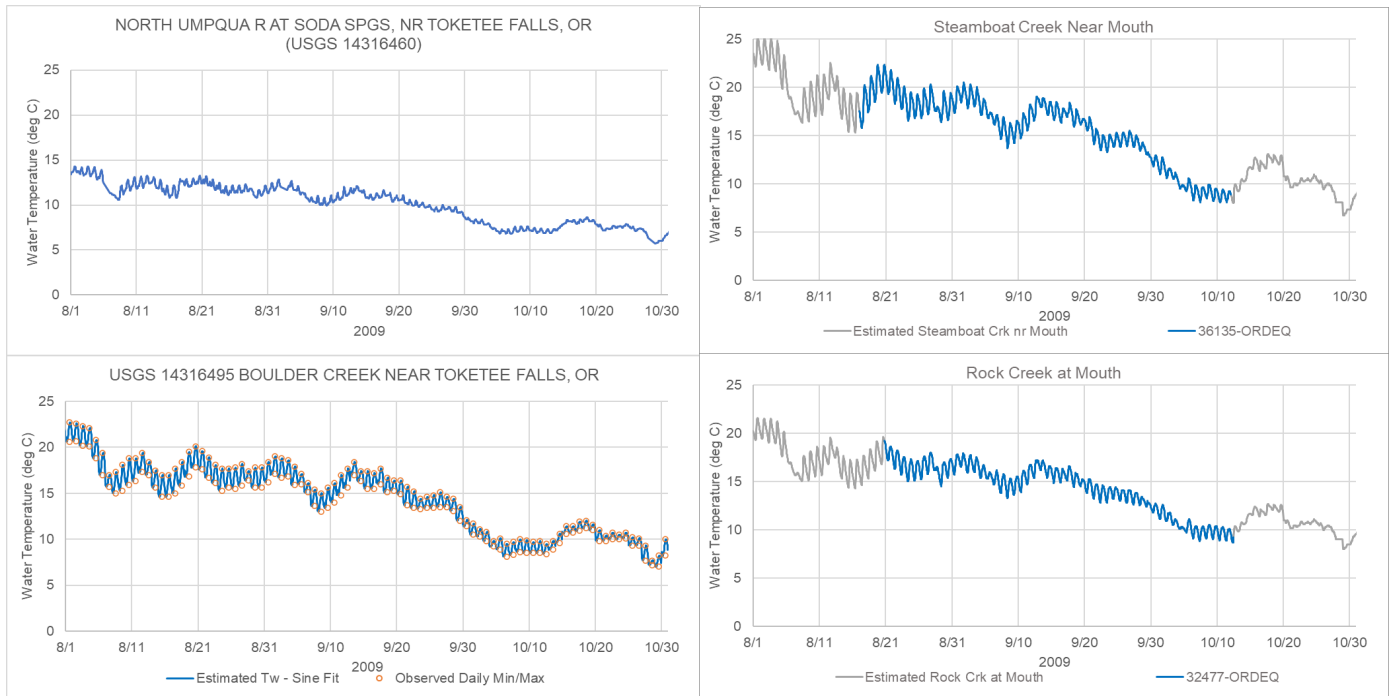 NORTH UMPQUA R AT SODA SPGS, NR TOKETEE FALLS, OR
(USGS 14316460)
Water Temperature (deg C)
25
20
15
10
5
0
8/1 8/11 8/21 8/31 9/10 9/20 9/30 10/10 10/20 10/30
2009
Steamboat Creek Near Mouth
Water Temperature (deg C)
25
20
15
10
5
0
8/1 8/11 8/21 8/31 9/10 9/20 9/30 10/10 10/20 10/30
Estimated Steamboat Crk nr Mouth 36135-ORDEQ
USGS 14316495 BOULDER CREEK NEAR TOKETEE FALLS, OR
Water Temperature (deg C)
25
20
15
10
5
0
8/1 8/11 8/21 8/31 9/10 9/20 9/30 10/10 10/20 10/30
2009
Estimated Tw - Sine Fit Observed Daily Min/Max
Rock Creek at Mouth
Water Temperature (deg C)
25
20
15
10
5
0
8/1 8/11 8/21 8/31 9/10 9/20 9/30 10/10 10/20 10/30
Estimated Rock Crk at Mouth 32477-ORDEQ